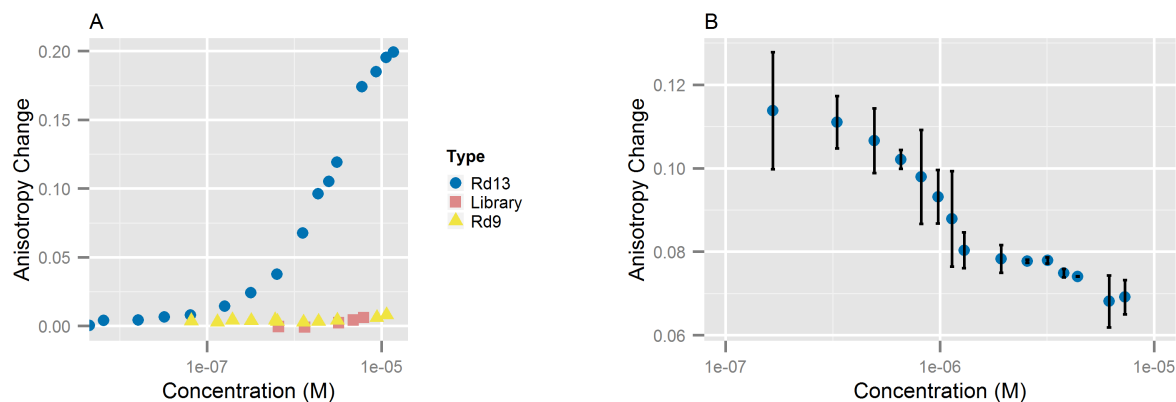 A
Anisotropy Change
0.20
0.15
0.10
0.05
0.00
1e-07
1e-05
Concentration (M)
Type
Rd13
Library
Rd9
B
Anisotropy Change
0.12
0.10
0.08
0.06
1e-07
1e-06
1e-05
Concentration (M)